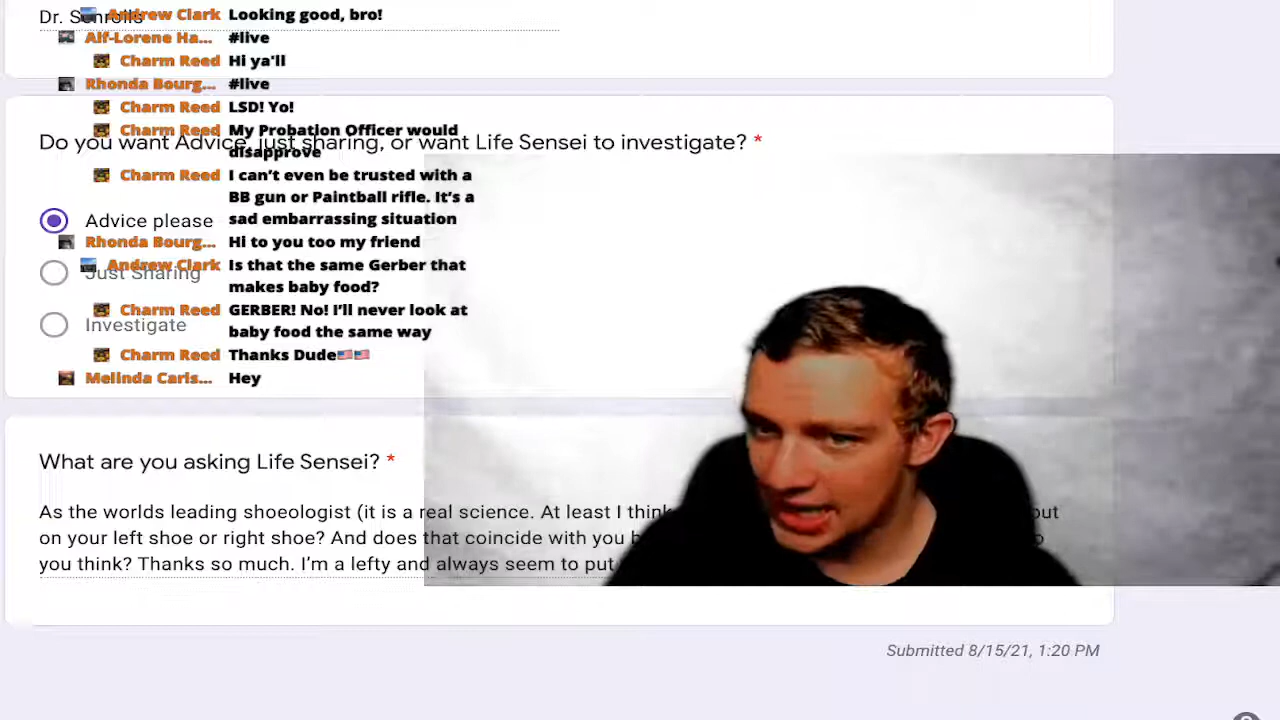 Dr. Senrolls
Andrew Clark Looking good, bro!
Alf-Lorene Ha... #live
Charm Reed Hi ya'll
Rhonda Bourg... #live
Charm Reed LSD! Yo!
Charm Reed My Probation Officer would
disapprove
Do you want Advice, just sharing, or want Life Sensei to investigate? *
Charm Reed I can't even be trusted with a
BB gun or Paintball rifle. It's a
sad embarrassing situation
Advice please
Rhonda Bourg... Hi to you too my friend
Andrew Clark Is that the same Gerber that
makes baby food?
Just Sharing
Charm Reed GERBER! No! I'll never look at
baby food the same way
Investigate
Charm Reed Thanks Dude🇺🇸🇺🇸
Melinda Caris... Hey
What are you asking Life Sensei? *
As the worlds leading shoeologist (it is a real science. At least I think
on your left shoe or right shoe? And does that coincide with you
you think? Thanks so much. I'm a lefty and always seem to put
Submitted 8/15/21, 1:20 PM